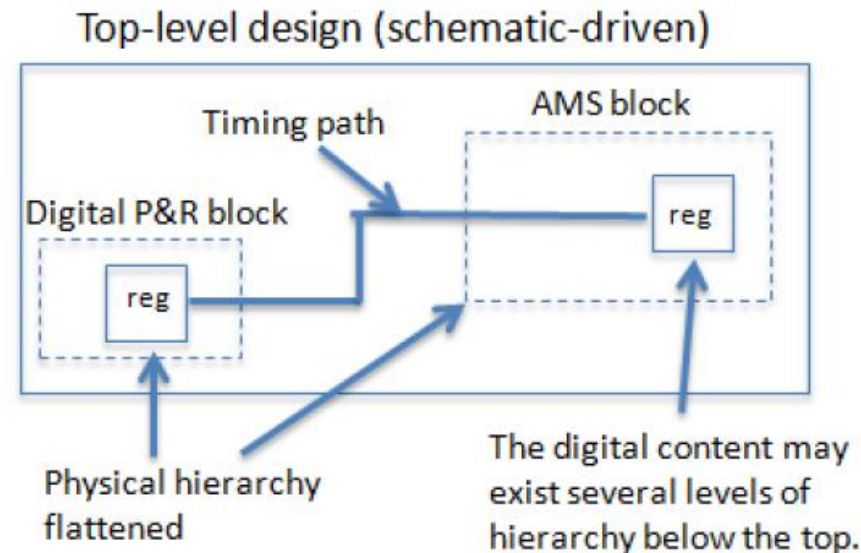 Top-level design (schematic-driven)
AMS block
Timing path
Digital P&R block
reg
reg
Physical hierarchy
flattened
The digital content may
exist several levels of
hierarchy below the top.